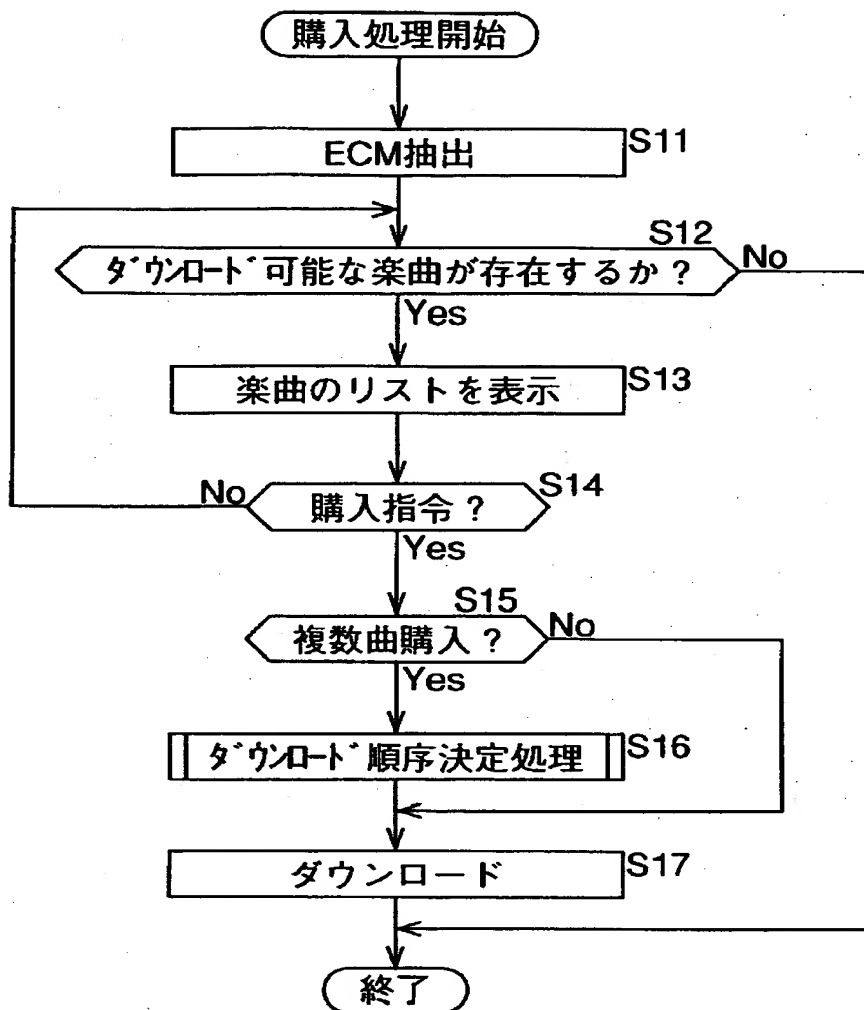 購入処理開始
ECM抽出
S11
S12
ダウンロード可能な楽曲が存在するか?
No
Yes
楽曲のリストを表示
S13
No
購入指令?
S14
Yes
S15
複数曲購入?
No
Yes
ダウンロード順序決定処理
S16
ダウンロード
S17
終了